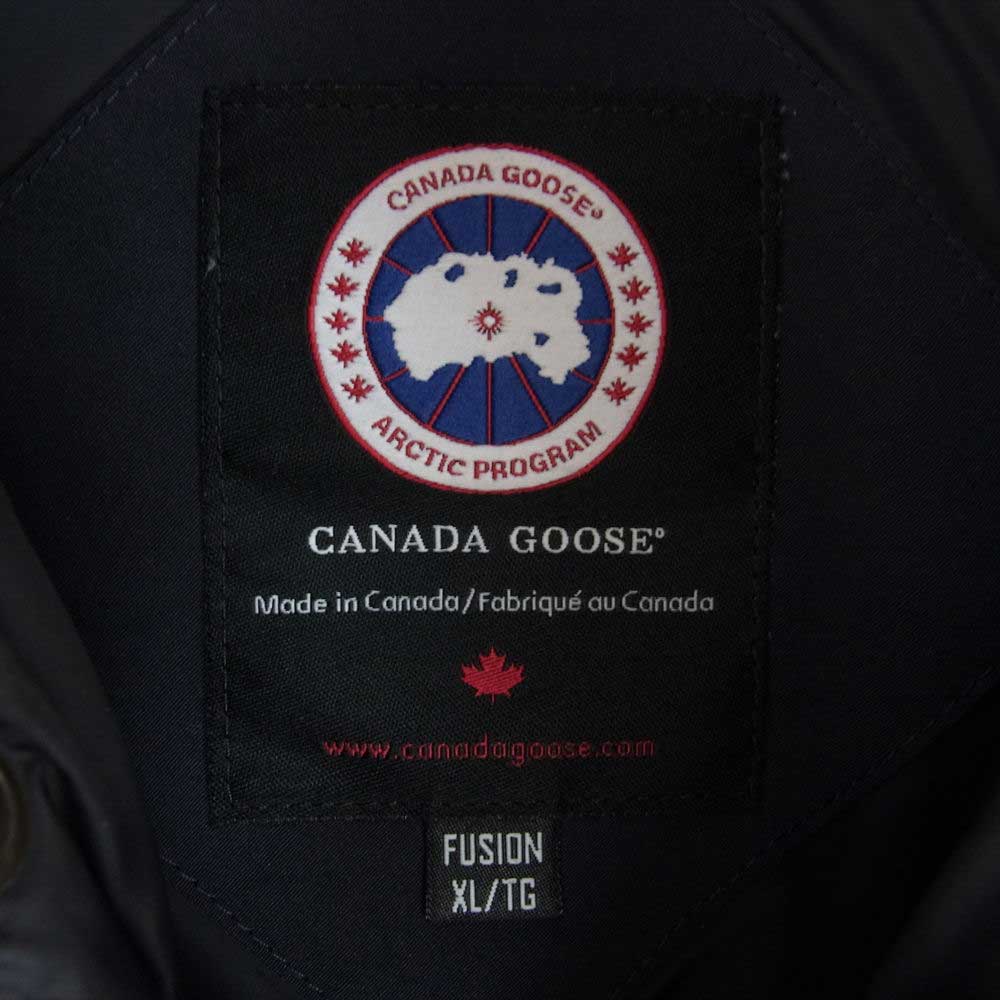 CANADA GOOSE®
ARCTIC PROGRAM
CANADA GOOSE®
Made in Canada/Fabriqué au Canada
www.canadagoose.com
FUSION
XL/TG